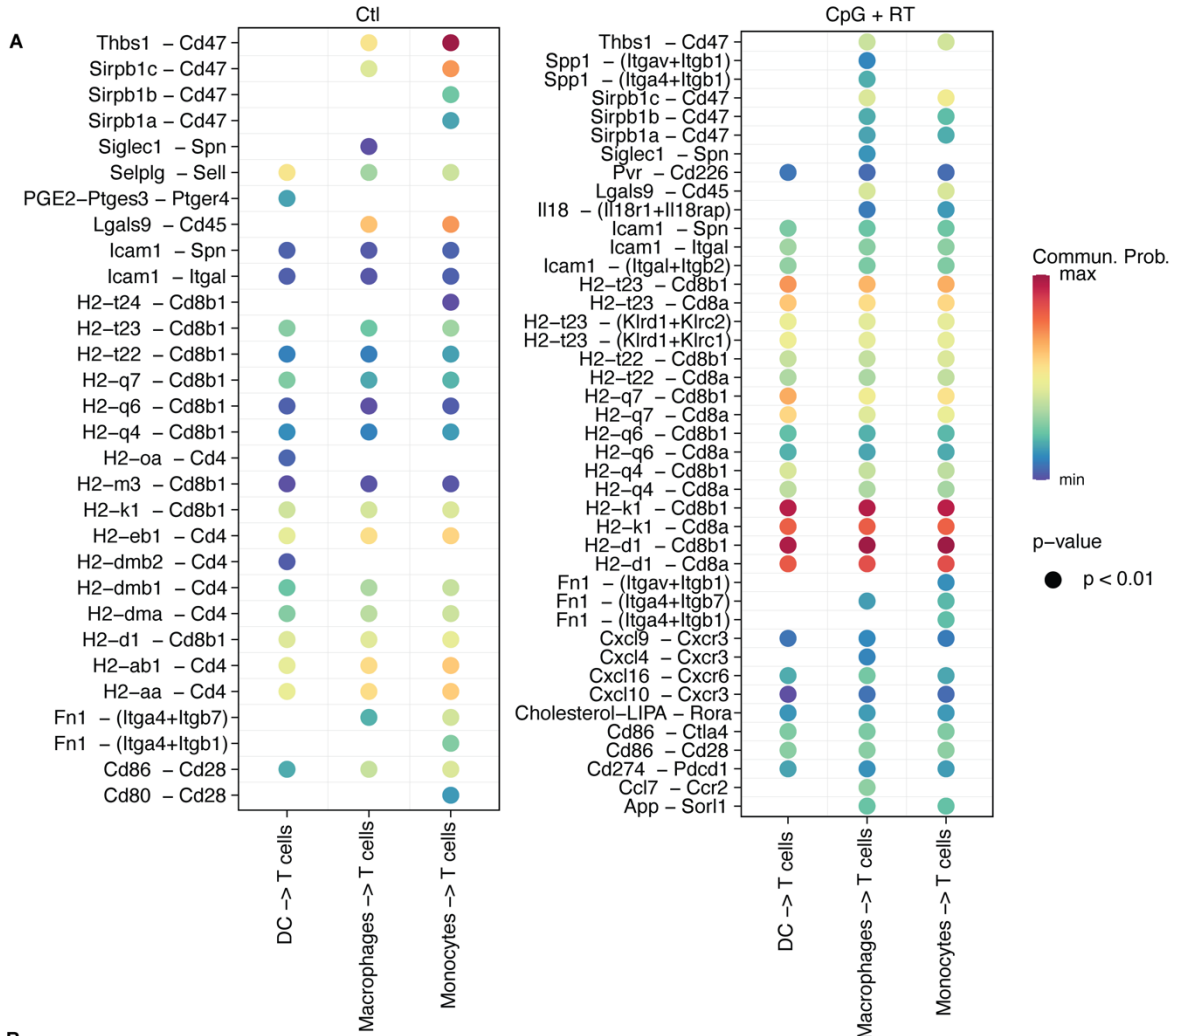 A
Ctl
Thbs1 – Cd47
Sirpb1c – Cd47
Sirpb1b – Cd47
Sirpb1a – Cd47
Siglec1 – Spn
Selplg – Sell
PGE2–Ptges3 – Ptger4
Lgals9 – Cd45
Icam1 – Spn
Icam1 – Itgal
H2–t24 – Cd8b1
H2–t23 – Cd8b1
H2–t22 – Cd8b1
H2–q7 – Cd8b1
H2–q6 – Cd8b1
H2–q4 – Cd8b1
H2–oa – Cd4
H2–m3 – Cd8b1
H2–k1 – Cd8b1
H2–eb1 – Cd4
H2–dmb2 – Cd4
H2–dmb1 – Cd4
H2–dma – Cd4
H2–d1 – Cd8b1
H2–ab1 – Cd4
H2–aa – Cd4
Fn1 – (Itga4+Itgb7)
Fn1 – (Itga4+Itgb1)
Cd86 – Cd28
Cd80 – Cd28
DC –> T cells
Macrophages –> T cells
Monocytes –> T cells
CpG + RT
Thbs1 – Cd47
Spp1 – (Itgav+Itgb1)
Spp1 – (Itga4+Itgb1)
Sirpb1c – Cd47
Sirpb1b – Cd47
Sirpb1a – Cd47
Siglec1 – Spn
Pvr – Cd226
Lgals9 – Cd45
Il18 – (Il18r1+Il18rap)
Icam1 – Spn
Icam1 – Itgal
Icam1 – (Itgal+Itgb2)
H2–t23 – Cd8b1
H2–t23 – Cd8a
H2–t23 – (Klrd1+Klrc2)
H2–t23 – (Klrd1+Klrc1)
H2–t22 – Cd8b1
H2–t22 – Cd8a
H2–q7 – Cd8b1
H2–q7 – Cd8a
H2–q6 – Cd8b1
H2–q6 – Cd8a
H2–q4 – Cd8b1
H2–q4 – Cd8a
H2–k1 – Cd8b1
H2–k1 – Cd8a
H2–d1 – Cd8b1
H2–d1 – Cd8a
Fn1 – (Itgav+Itgb1)
Fn1 – (Itga4+Itgb7)
Fn1 – (Itga4+Itgb1)
Cxcl9 – Cxcr3
Cxcl4 – Cxcr3
Cxcl16 – Cxcr6
Cxcl10 – Cxcr3
Cholesterol–LIPA – Rora
Cd86 – Ctla4
Cd86 – Cd28
Cd274 – Pdcd1
Ccl7 – Ccr2
App – Sorl1
DC –> T cells
Macrophages –> T cells
Monocytes –> T cells
Commun. Prob.
max
min
p–value
p < 0.01